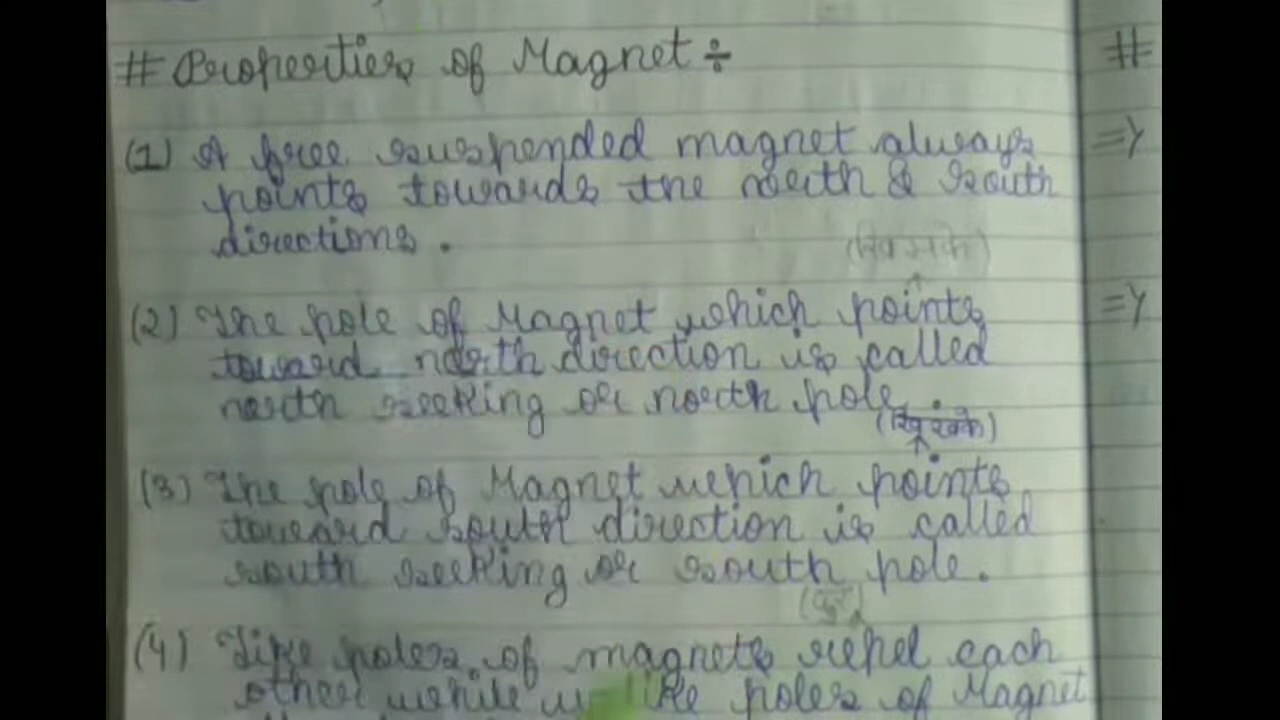 # Properties of Magnet ÷ #
(1) A free suspended magnet always =>
points towards the north & south
directions.
(2) The pole of Magnet which points =>
toward north direction is called
north seeking or north pole.
(3) The pole of Magnet which points
toward south direction is called
south seeking or south pole.
(4) Like poles of magnets repel each
other while unlike poles of Magnet